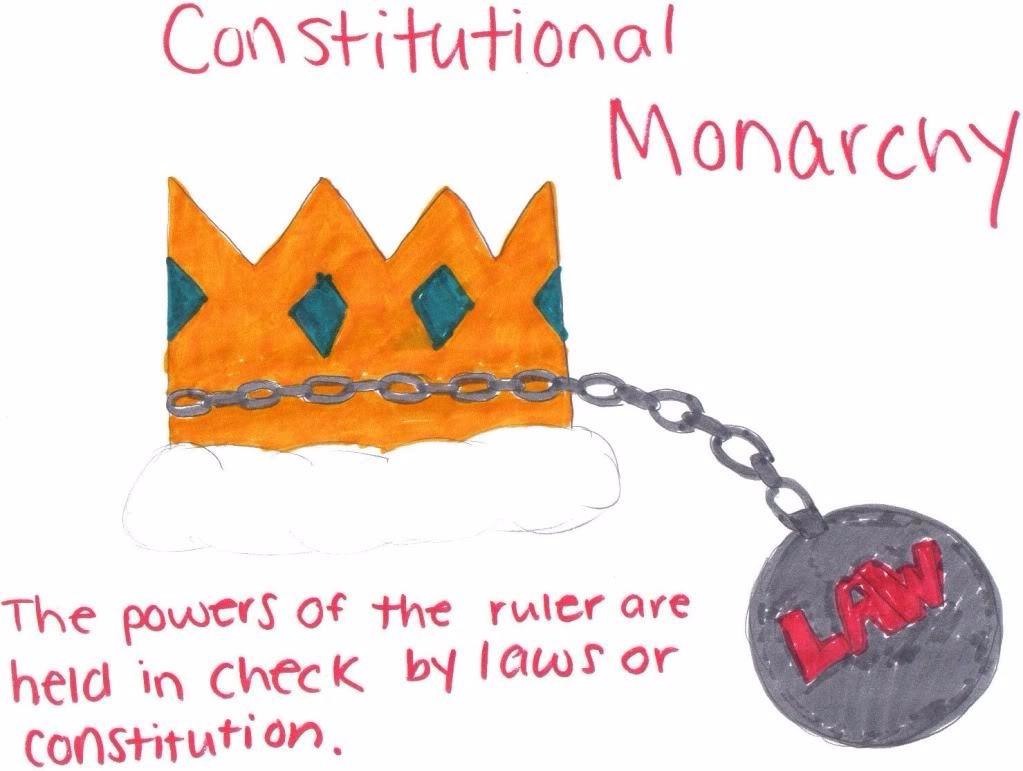 Constitutional
Monarchy
LAW
The powers of the ruler are
held in check by laws or
constitution.